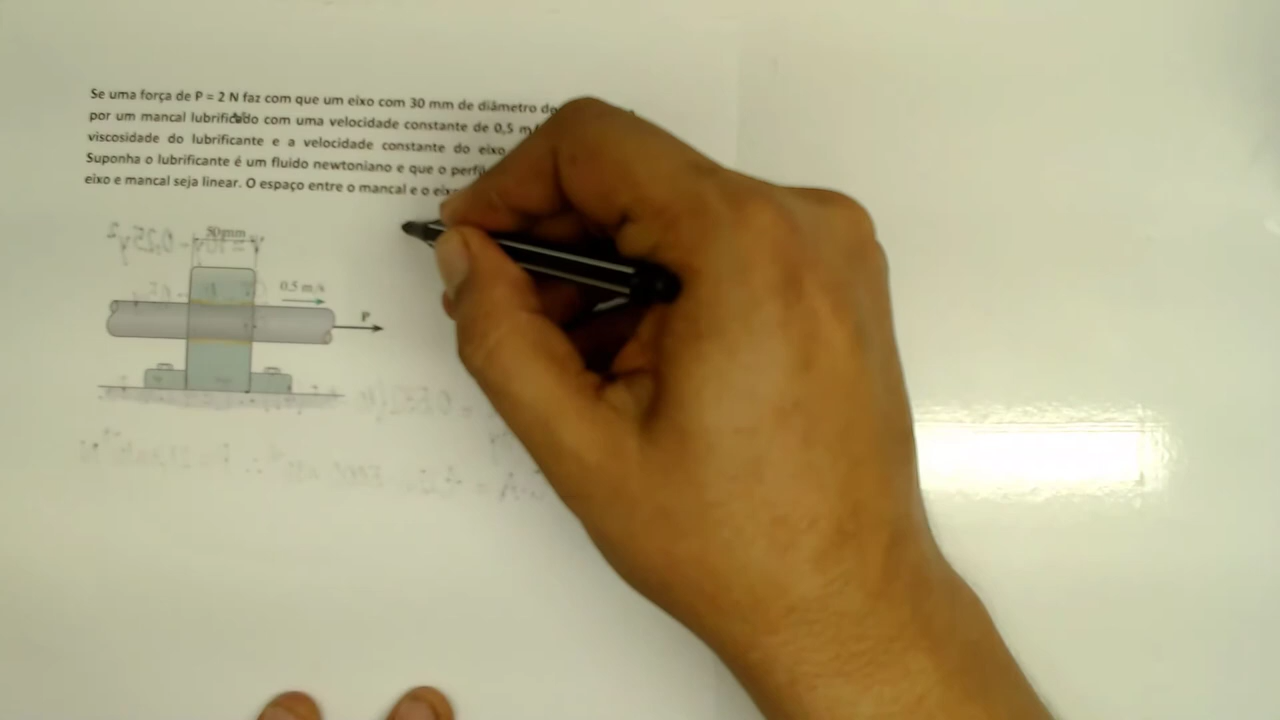 Se uma força de P = 2 N faz com que um eixo com 30 mm de diâmetro
por um mancal lubrificado com uma velocidade constante de 0,5
viscosidade do lubrificante e a velocidade constante do eixo
Suponha o lubrificante é um fluido newtoniano e que o perfil
eixo e mancal seja linear. O espaço entre o mancal e o eixo
50 mm
0,5 m/s
P